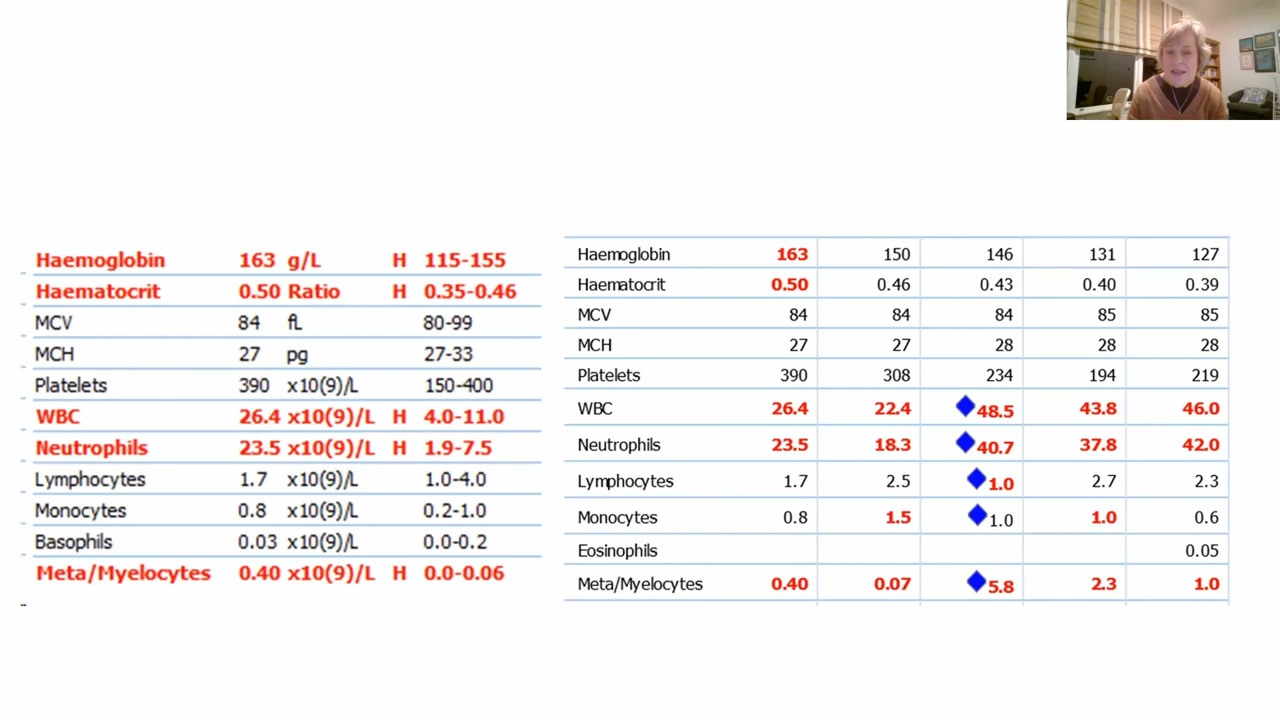 Haemoglobin 163 g/L H 115-155
Haematocrit 0.50 Ratio H 0.35-0.46
MCV 84 fL 80-99
MCH 27 pg 27-33
Platelets 390 x10(9)/L 150-400
WBC 26.4 x10(9)/L H 4.0-11.0
Neutrophils 23.5 x10(9)/L H 1.9-7.5
Lymphocytes 1.7 x10(9)/L 1.0-4.0
Monocytes 0.8 x10(9)/L 0.2-1.0
Basophils 0.03 x10(9)/L 0.0-0.2
Meta/Myelocytes 0.40 x10(9)/L H 0.0-0.06
Haemoglobin 163 150 146 131 127
Haematocrit 0.50 0.46 0.43 0.40 0.39
MCV 84 84 84 85 85
MCH 27 27 28 28 28
Platelets 390 308 234 194 219
WBC 26.4 22.4 48.5 43.8 46.0
Neutrophils 23.5 18.3 40.7 37.8 42.0
Lymphocytes 1.7 2.5 1.0 2.7 2.3
Monocytes 0.8 1.5 1.0 1.0 0.6
Eosinophils 0.05
Meta/Myelocytes 0.40 0.07 5.8 2.3 1.0